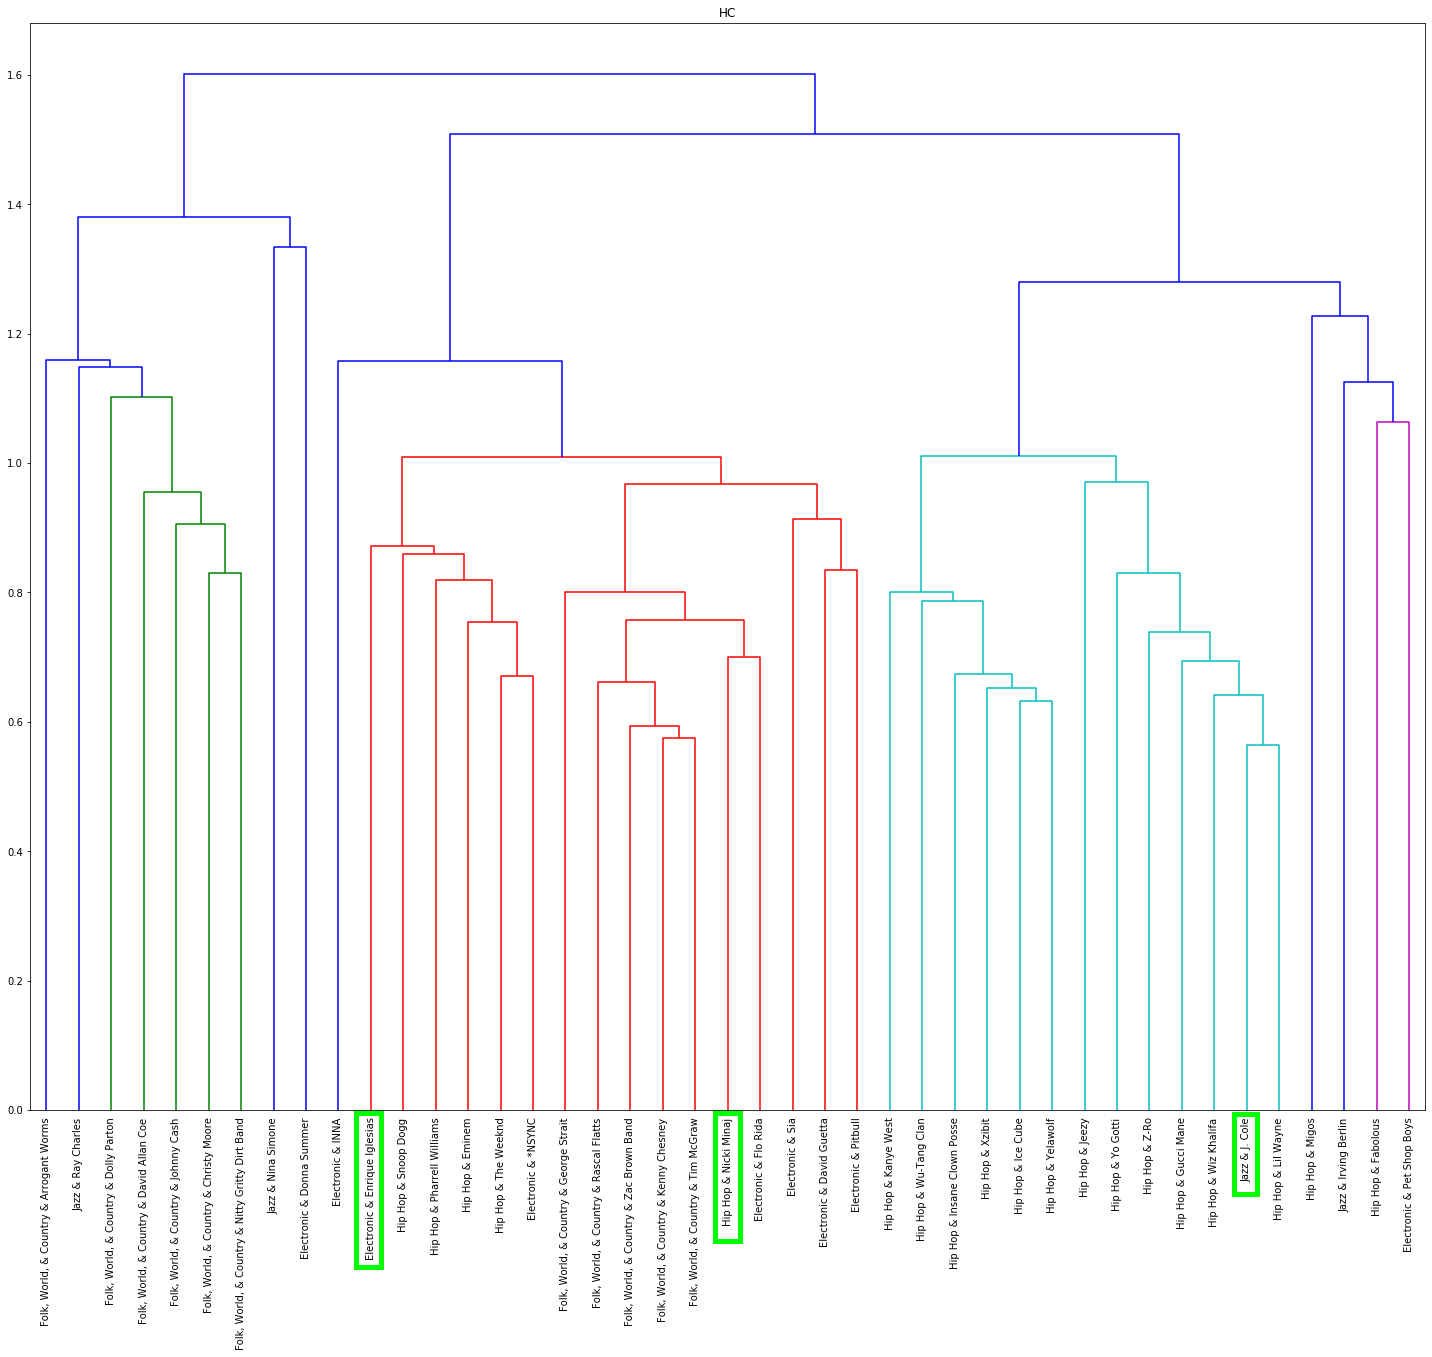 HC
1.6
1.4
1.2
1.0
0.8
0.6
0.4
0.2
0.0
Folk, World, & Country & Arrogant Worms
Jazz & Ray Charles
Folk, World, & Country & Dolly Parton
Folk, World, & Country & David Allan Coe
Folk, World, & Country & Johnny Cash
Folk, World, & Country & Christy Moore
Folk, World, & Country & Nitty Gritty Dirt Band
Jazz & Nina Simone
Electronic & Donna Summer
Electronic & INNA
Electronic & Enrique Iglesias
Hip Hop & Snoop Dogg
Hip Hop & Pharrell Williams
Hip Hop & Eminem
Hip Hop & The Weeknd
Electronic & *NSYNC
Folk, World, & Country & George Strait
Folk, World, & Country & Rascal Flatts
Folk, World, & Country & Zac Brown Band
Folk, World, & Country & Kenny Chesney
Folk, World, & Country & Tim McGraw
Hip Hop & Nicki Minaj
Electronic & Flo Rida
Electronic & Sia
Electronic & David Guetta
Electronic & Pitbull
Hip Hop & Kanye West
Hip Hop & Wu-Tang Clan
Hip Hop & Insane Clown Posse
Hip Hop & Xzibit
Hip Hop & Ice Cube
Hip Hop & Yelawolf
Hip Hop & Jeezy
Hip Hop & Yo Gotti
Hip Hop & Z-Ro
Hip Hop & Gucci Mane
Hip Hop & Wiz Khalifa
Jazz & J. Cole
Hip Hop & Lil Wayne
Hip Hop & Migos
Jazz & Irving Berlin
Hip Hop & Fabolous
Electronic & Pet Shop Boys